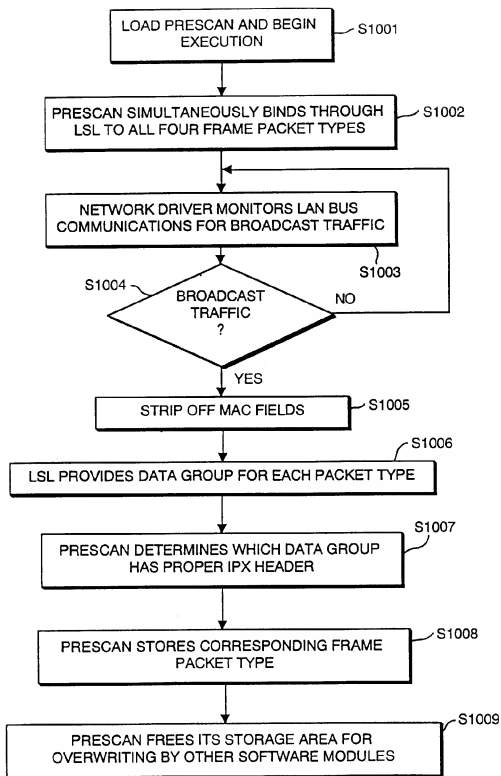 LOAD PRESCAN AND BEGIN
EXECUTION
S1001
PRESCAN SIMULTANEOUSLY BINDS THROUGH
LSL TO ALL FOUR FRAME PACKET TYPES
S1002
NETWORK DRIVER MONITORS LAN BUS
COMMUNICATIONS FOR BROADCAST TRAFFIC
S1003
S1004
BROADCAST
TRAFFIC
?
NO
YES
STRIP OFF MAC FIELDS
S1005
S1006
LSL PROVIDES DATA GROUP FOR EACH PACKET TYPE
S1007
PRESCAN DETERMINES WHICH DATA GROUP
HAS PROPER IPX HEADER
S1008
PRESCAN STORES CORRESPONDING FRAME
PACKET TYPE
S1009
PRESCAN FREES ITS STORAGE AREA FOR
OVERWRITING BY OTHER SOFTWARE MODULES